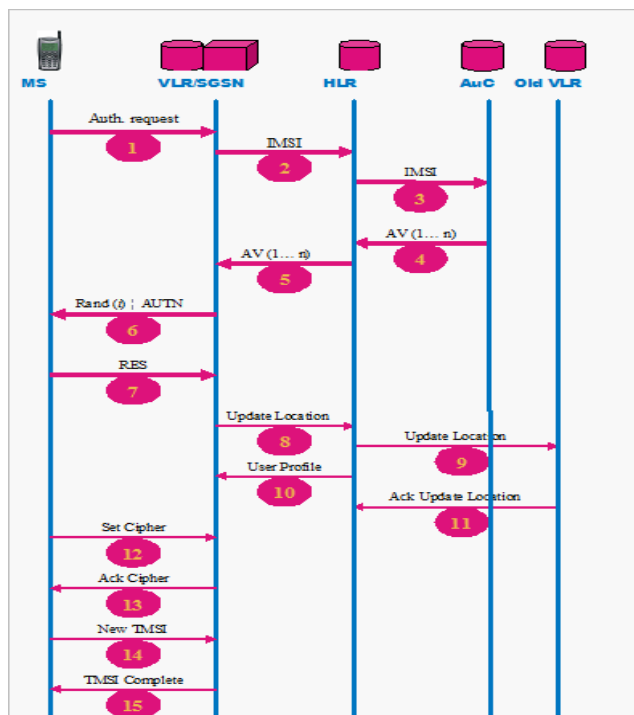 MS VLR/SGSN HLR AuC Old VLR
Auth. request
1
IMSI
2
IMSI
3
AV (1... n)
4
AV (1... n)
5
Rand (i) ¦ AUTN
6
RES
7
Update Location
8
Update Location
9
User Profile
10
Ack Update Location
11
Set Cipher
12
Ack Cipher
13
New TMSI
14
TMSI Complete
15